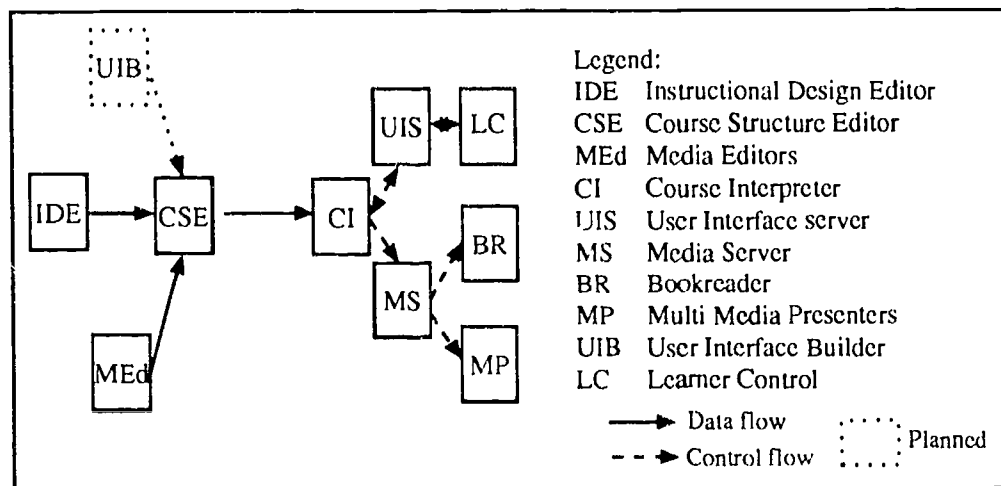 UIB
UIS
LC
IDE
CSE
CI
BR
MS
MEd
MP
Legend:
IDE Instructional Design Editor
CSE Course Structure Editor
MEd Media Editors
CI Course Interpreter
UIS User Interface server
MS Media Server
BR Bookreader
MP Multi Media Presenters
UIB User Interface Builder
LC Learner Control
Data flow
Control flow
Planned